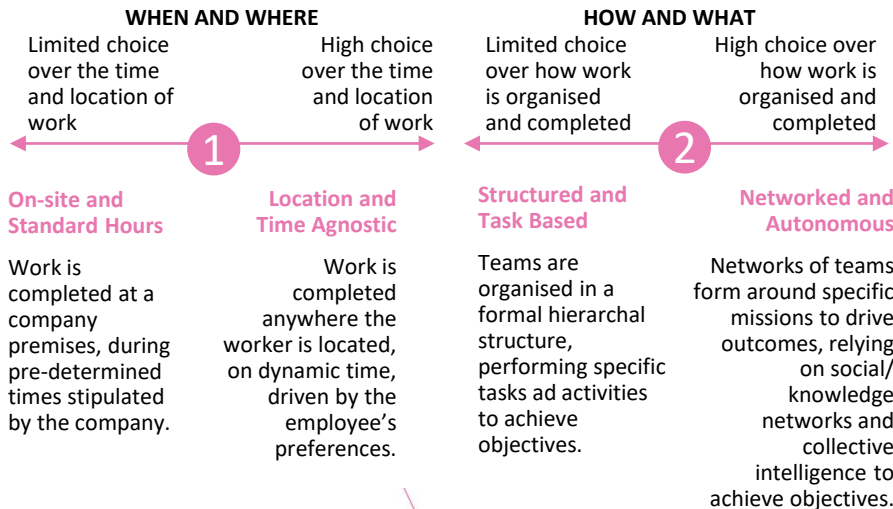 WHEN AND WHERE
Limited choice
over the time
and location of
work
High choice
over the time
and location
of work
1
On-site and
Standard Hours
Location and
Time Agnostic
Work is
completed at a
company
premises, during
pre-determined
times stipulated
by the company.
Work is
completed
anywhere the
worker is located,
on dynamic time,
driven by the
employee’s
preferences.
HOW AND WHAT
Limited choice
over how work
is organised
and completed
High choice over
how work is
organised and
completed
2
Structured and
Task Based
Networked and
Autonomous
Teams are
organised in a
formal hierarchal
structure,
performing specific
tasks ad activities
to achieve
objectives.
Networks of teams
form around specific
missions to drive
outcomes, relying
on social/
knowledge
networks and
collective
intelligence to
achieve objectives.